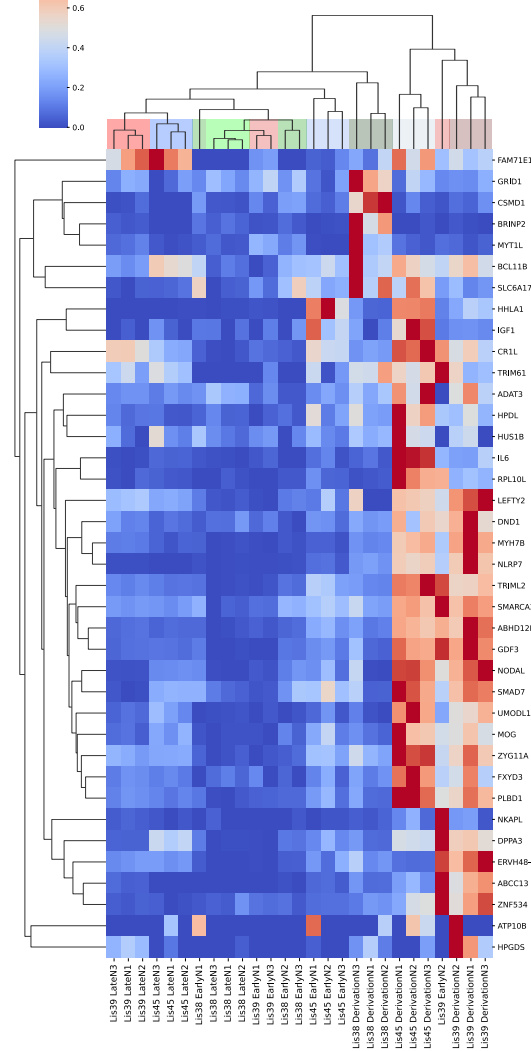 0.6
0.4
0.2
0.0
FAM71E1
GRID1
CSMD1
BRINP2
MYT1L
BCL11B
SLC6A17
HHLA1
IGF1
CR1L
TRIM61
ADAT3
HPDL
HUS1B
IL6
RPL10L
LEFTY2
DND1
MYH7B
NLRP7
TRIML2
SMARCA
ABHD12
GDF3
NODAL
SMAD7
UMODL1
MOG
ZYG11A
FXYD3
PLBD1
NKAPL
DPPA3
ERVH48-
ABCC13
ZNF534
ATP10B
HPGDS
Lis39 LateN3
Lis39 LateN1
Lis39 LateN2
Lis45 LateN3
Lis45 LateN1
Lis45 LateN2
Lis38 EarlyN1
Lis38 LateN3
Lis38 LateN1
Lis38 LateN2
Lis39 EarlyN1
Lis39 EarlyN3
Lis38 EarlyN2
Lis38 EarlyN3
Lis45 EarlyN1
Lis45 EarlyN2
Lis45 EarlyN3
Lis38 DerivationN3
Lis38 DerivationN1
Lis38 DerivationN2
Lis45 DerivationN1
Lis45 DerivationN2
Lis45 DerivationN3
Lis39 EarlyN2
Lis39 DerivationN2
Lis39 DerivationN1
Lis39 DerivationN3